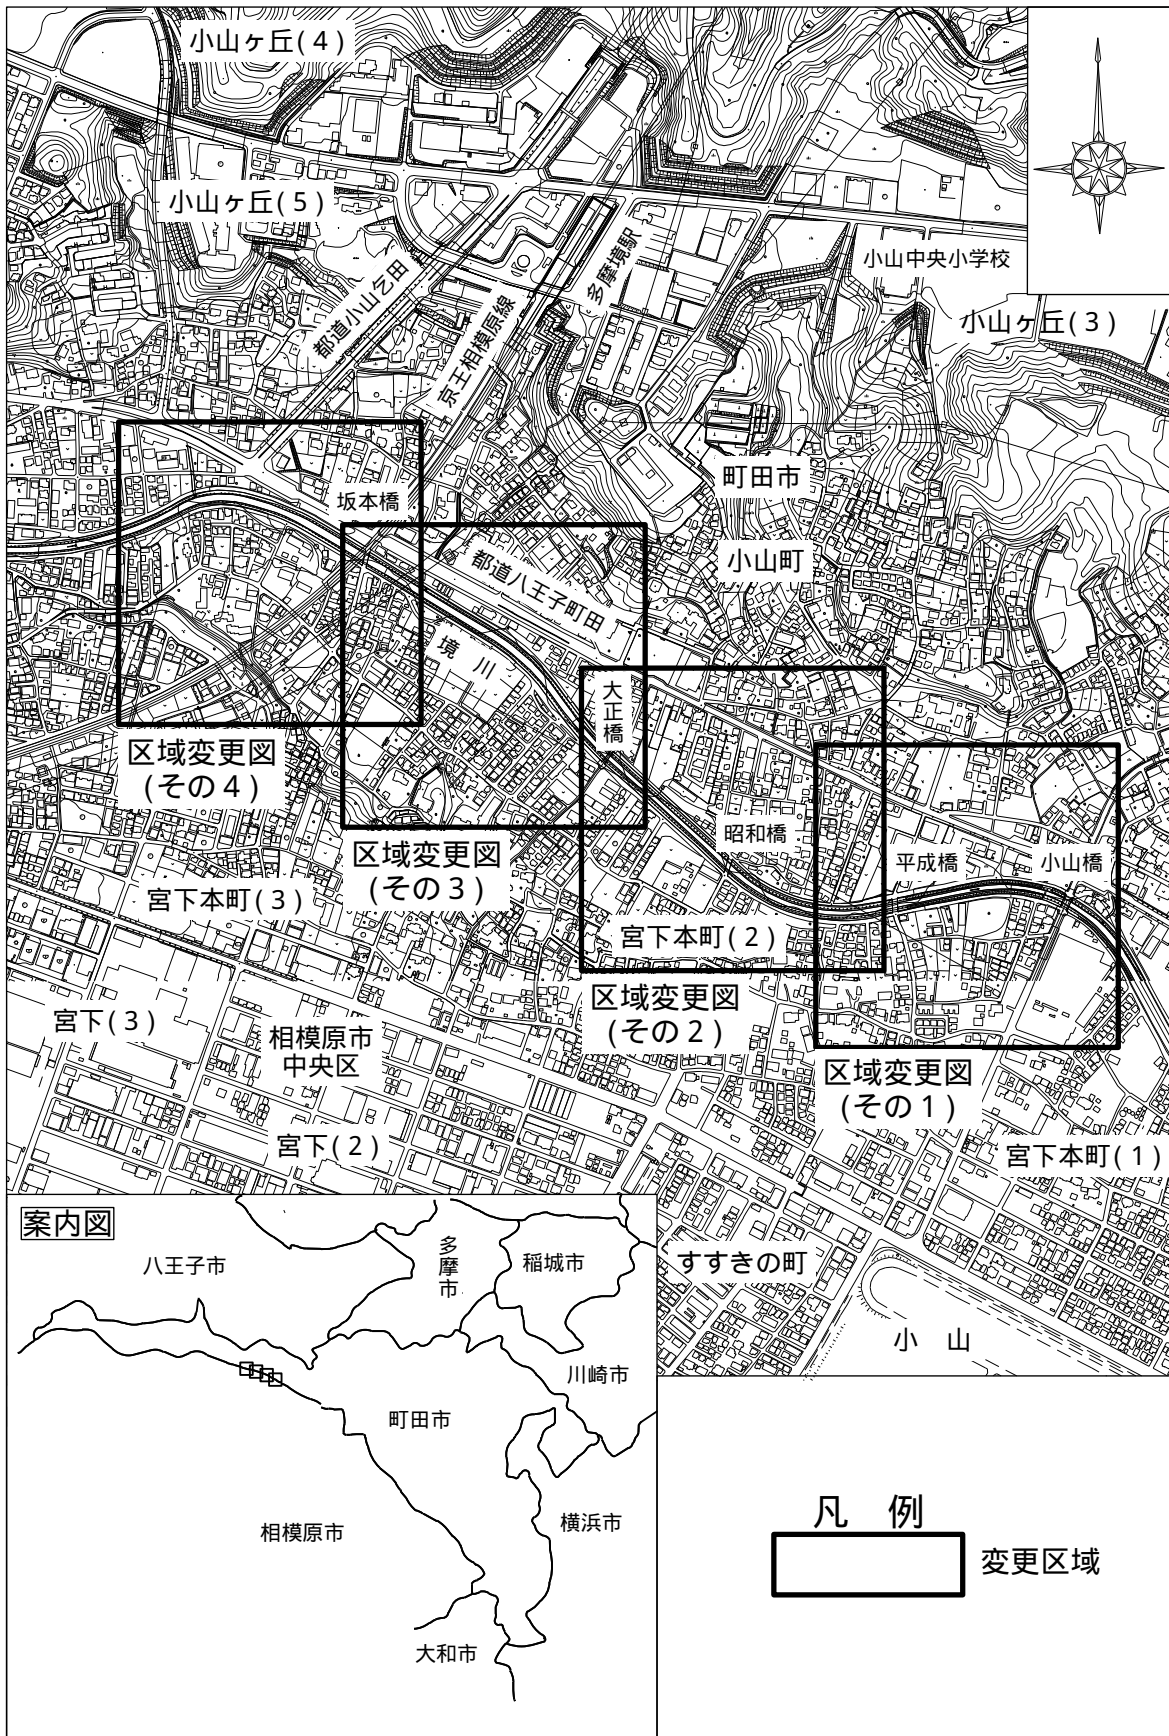 小山ヶ丘(4)
小山ヶ丘(5)
都道小山乞田
京王相模原線
多摩境駅
小山中央小学校
小山ヶ丘(3)
町田市
小山町
坂本橋
都道八王子町田
境川
大正橋
区域変更図
(その4)
区域変更図
(その3)
昭和橋
平成橋
小山橋
宮下本町(3)
宮下本町(2)
区域変更図
(その2)
宮下(3)
相模原市
中央区
区域変更図
(その1)
宮下(2)
宮下本町(1)
すすきの町
小 山
案内図
八王子市
多摩市
稲城市
川崎市
町田市
相模原市
横浜市
大和市
凡 例
変更区域